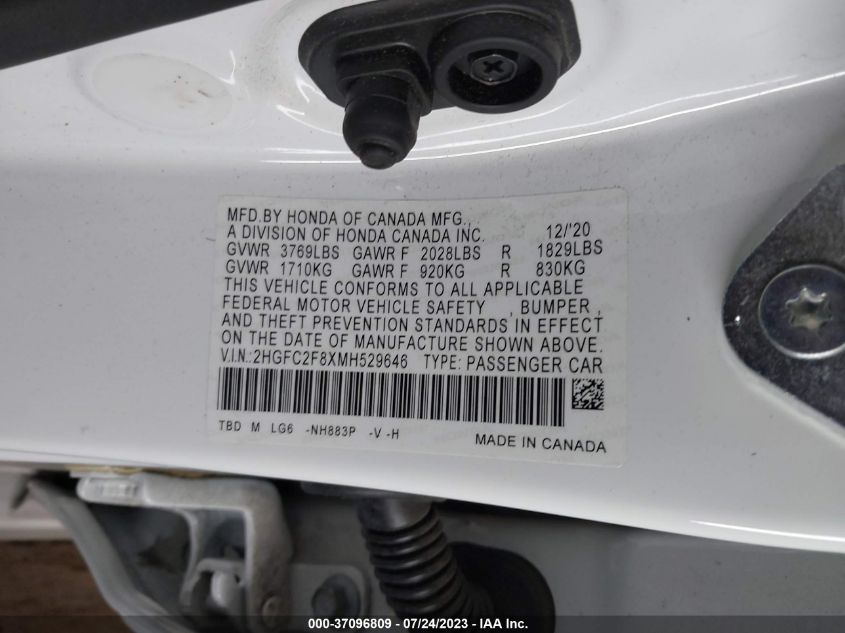 MFD.BY HONDA OF CANADA MFG.,
A DIVISION OF HONDA CANADA INC. 12/'20
GVWR 3769LBS GAWR F 2028LBS R 1829LBS
GVWR 1710KG GAWR F 920KG R 830KG
THIS VEHICLE CONFORMS TO ALL APPLICABLE
FEDERAL MOTOR VEHICLE SAFETY , BUMPER ,
AND THEFT PREVENTION STANDARDS IN EFFECT
ON THE DATE OF MANUFACTURE SHOWN ABOVE.
V.I.N.:2HGFC2F8XMH529646 TYPE: PASSENGER CAR
TBD M LG6 -NH883P -V -H
MADE IN CANADA
000-37096809 / 07/24/2023 - IAA Inc.